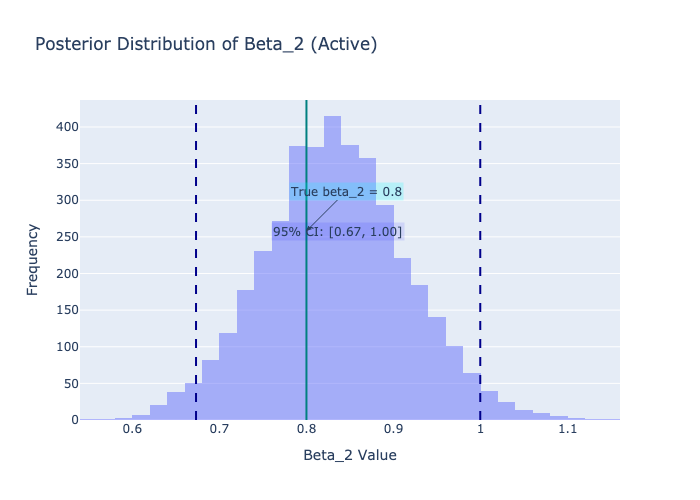 Posterior Distribution of Beta_2 (Active)
Frequency
400
350
300
250
200
150
100
50
0
True beta_2 = 0.8
95% CI: [0.67, 1.00]
0.6 0.7 0.8 0.9 1 1.1
Beta_2 Value